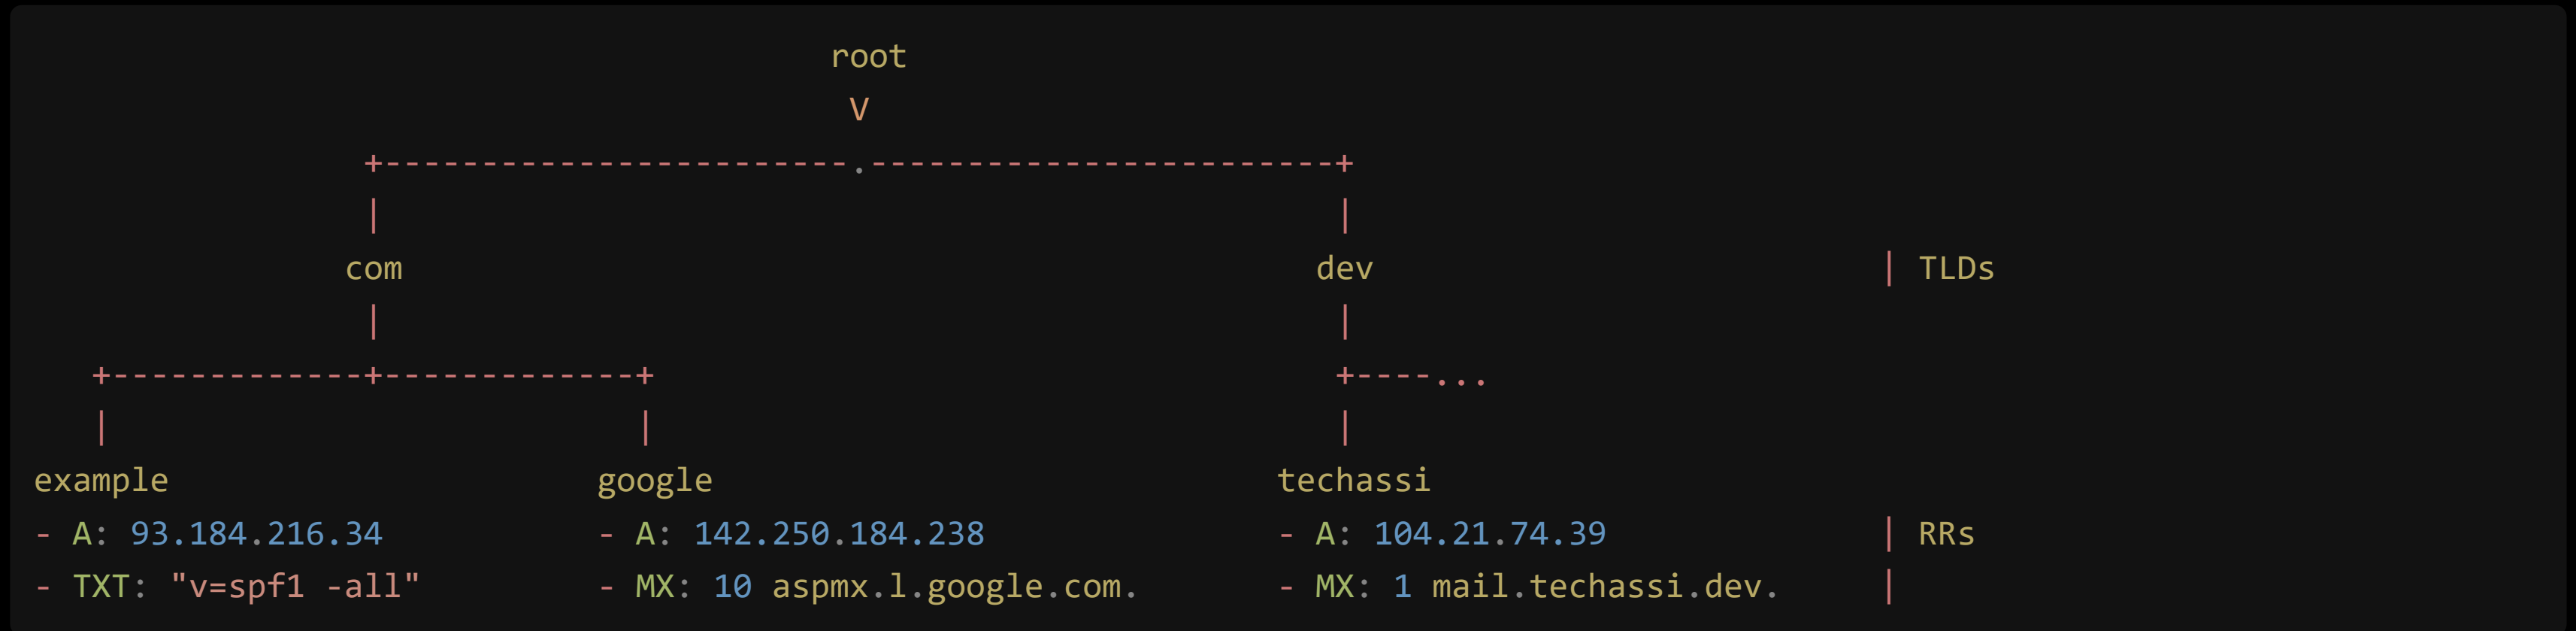 root
V
+-----------------------.-----------------------+
| |
com dev | TLDs
| |
+-------------+-------------+ +----...
| | |
example google techassi
- A: 93.184.216.34 - A: 142.250.184.238 - A: 104.21.74.39 | RRs
- TXT: "v=spf1 -all" - MX: 10 aspmx.l.google.com. - MX: 1 mail.techassi.dev. |